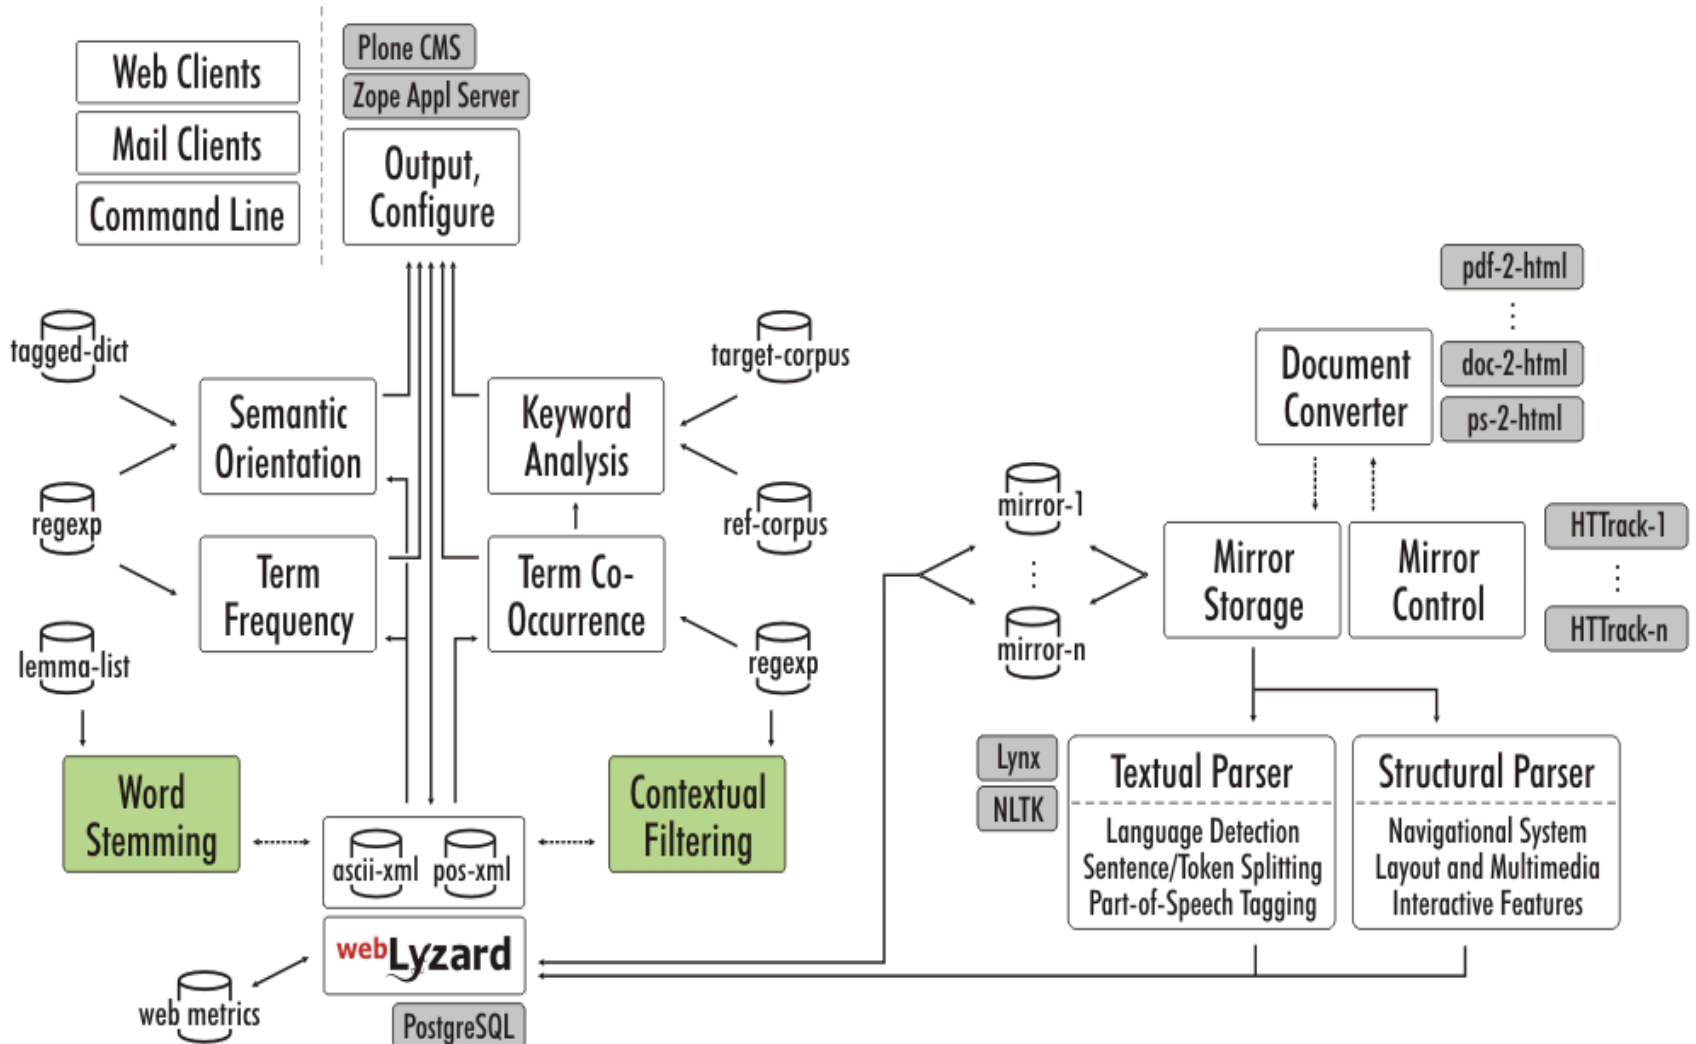 Web Clients
Mail Clients
Command Line
Plone CMS
Zope Appl Server
Output,
Configure
tagged-dict
regexp
lemma-list
Semantic
Orientation
Term
Frequency
Keyword
Analysis
Term Co-
Occurrence
target-corpus
ref-corpus
regexp
Word
Stemming
Contextual
Filtering
ascii-xml
pos-xml
webLyzard
PostgreSQL
web metrics
pdf-2-html
doc-2-html
ps-2-html
Document
Converter
mirror-1
mirror-n
Mirror
Storage
Mirror
Control
HTTrack-1
HTTrack-n
Lynx
NLTK
Textual Parser
Language Detection
Sentence/Token Splitting
Part-of-Speech Tagging
Structural Parser
Navigational System
Layout and Multimedia
Interactive Features